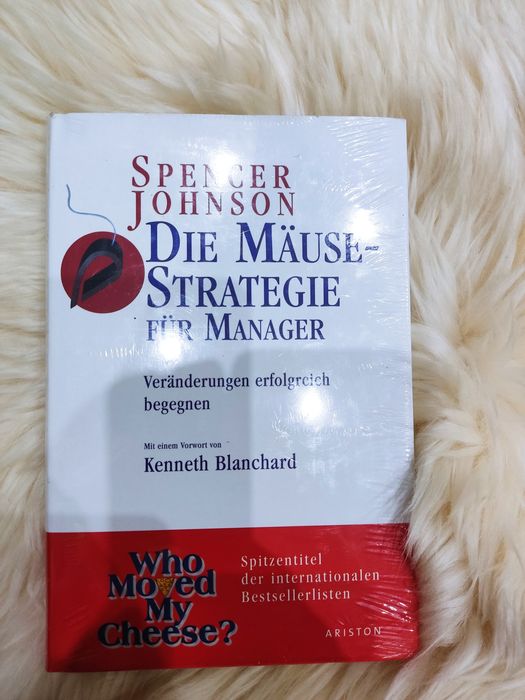 SPENCER
JOHNSON
DIE MÄUSE-
STRATEGIE
FÜR MANAGER
Veränderungen erfolgreich
begegnen
Mit einem Vorwort von
Kenneth Blanchard
Who
Moved
My
Cheese?
Spitzentitel
der internationalen
Bestsellerlisten
ARISTON